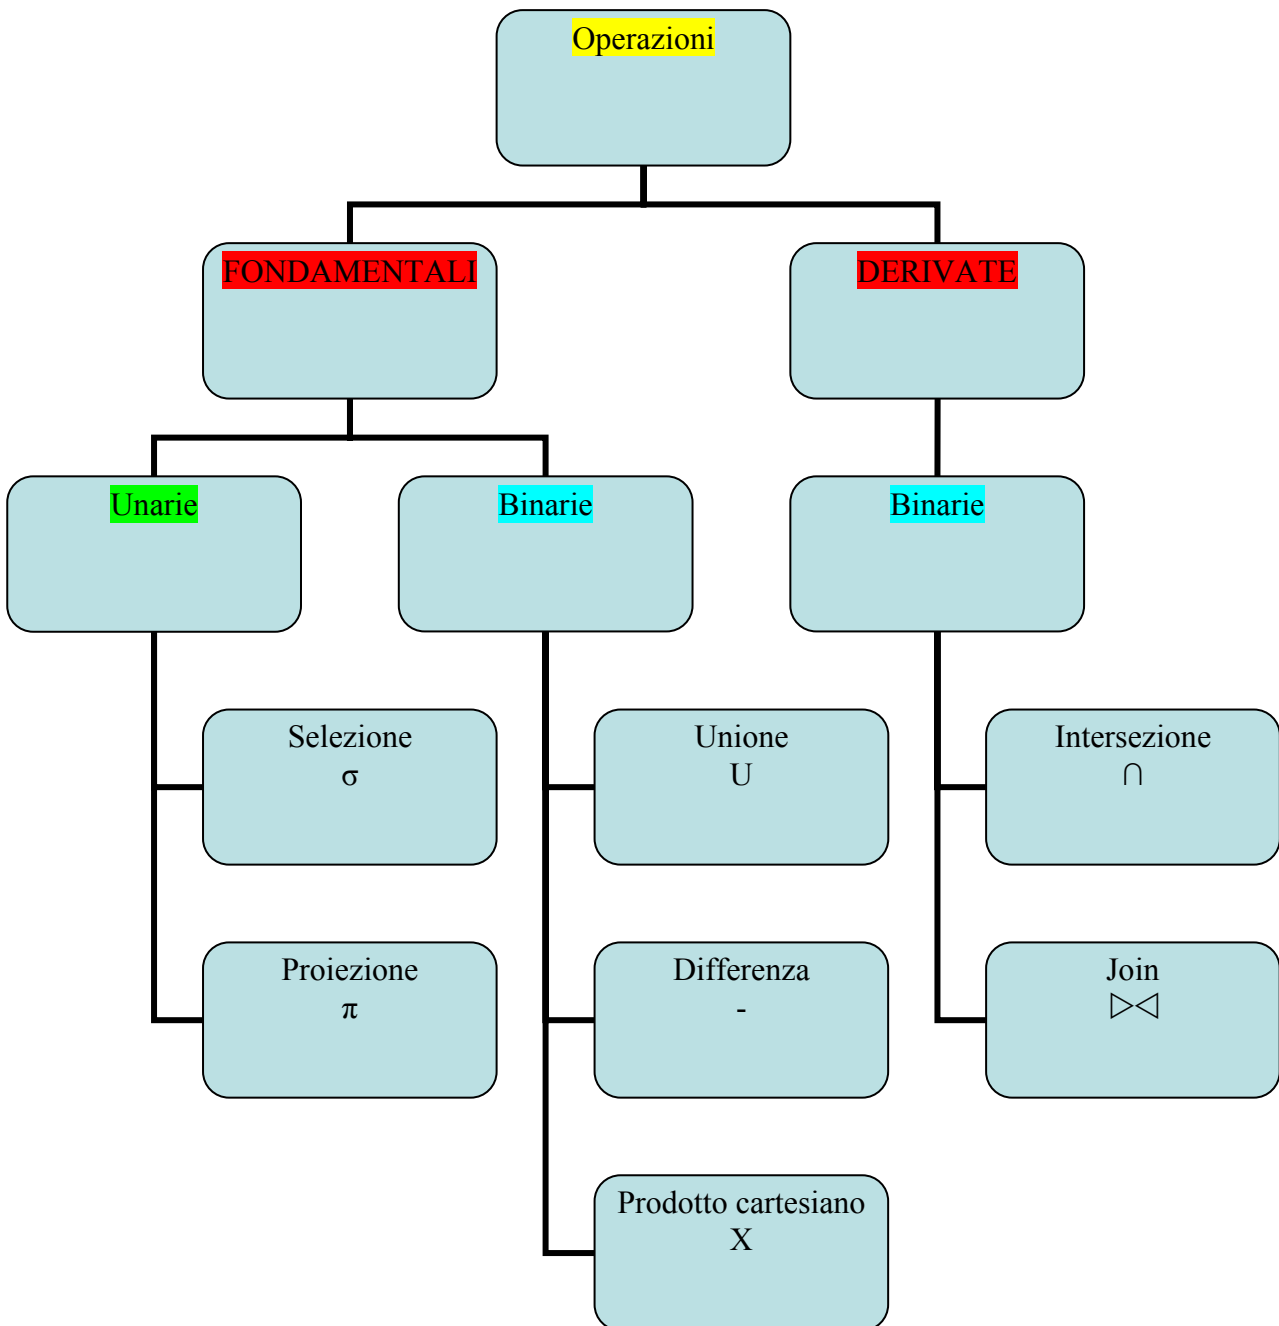 Operazioni
FONDAMENTALI
DERIVATE
Unarie
Binarie
Binarie
Selezione
σ
Unione
U
Intersezione
∩
Proiezione
π
Differenza
-
Join
▷◁
Prodotto cartesiano
X